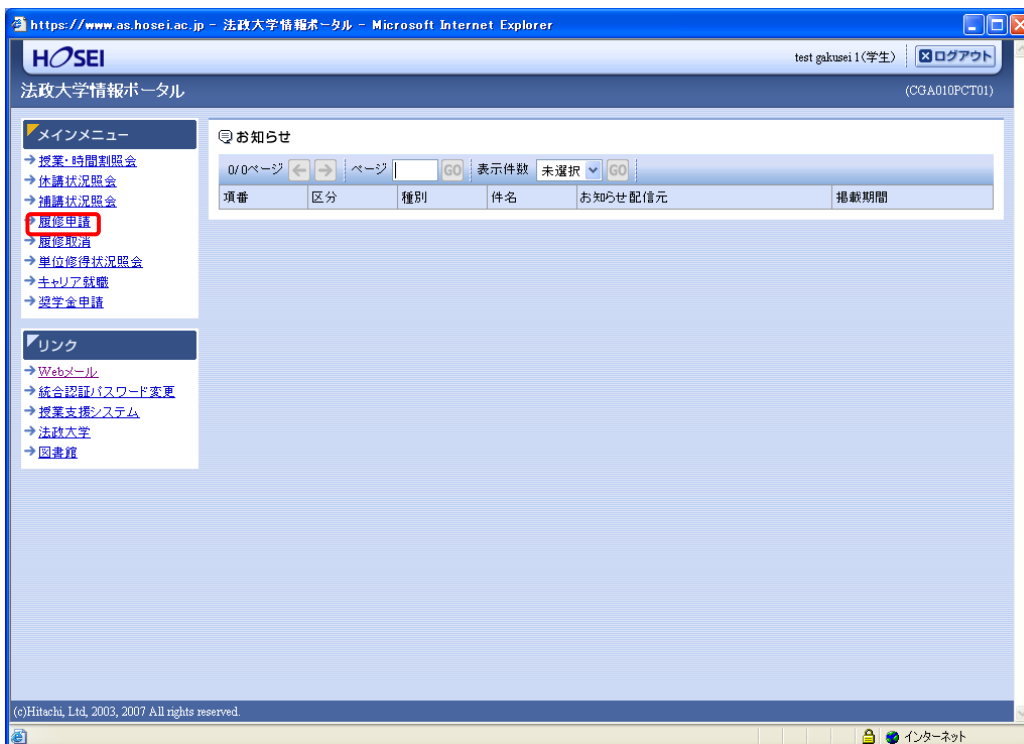 https://www.as.hosei.ac.jp - 法政大学情報ポータル - Microsoft Internet Explorer
HOSEI
test gakusei 1(学生)
ログアウト
法政大学情報ポータル
(CGA010PCT01)
メインメニュー
授業・時間割照会
休講状況照会
補講状況照会
履修申請
履修取消
単位修得状況照会
キャリア就職
奨学金申請
リンク
Webメール
統合認証パスワード変更
授業支援システム
法政大学
図書館
お知らせ
0/0ページ ページ GO 表示件数 未選択 GO
項番 区分 種別 件名 お知らせ配信元 掲載期間
(c)Hitachi, Ltd, 2003, 2007 All rights reserved.
インターネット